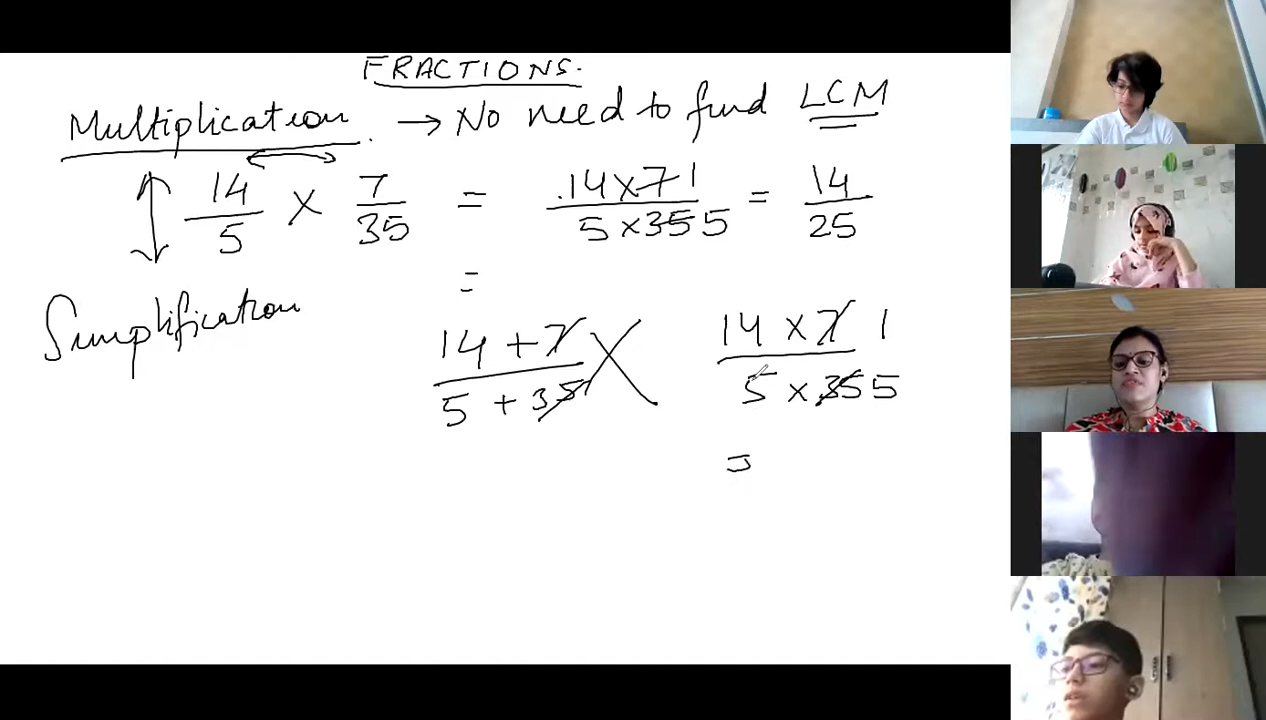 FRACTIONS.
Multiplication. → No need to find LCM
14/5 × 7/35 = 14×7 1/5×35 5 = 14/25
=
Simplification
14 + 7/5 + 35 × 14 × 7 1/5 × 35 5
=